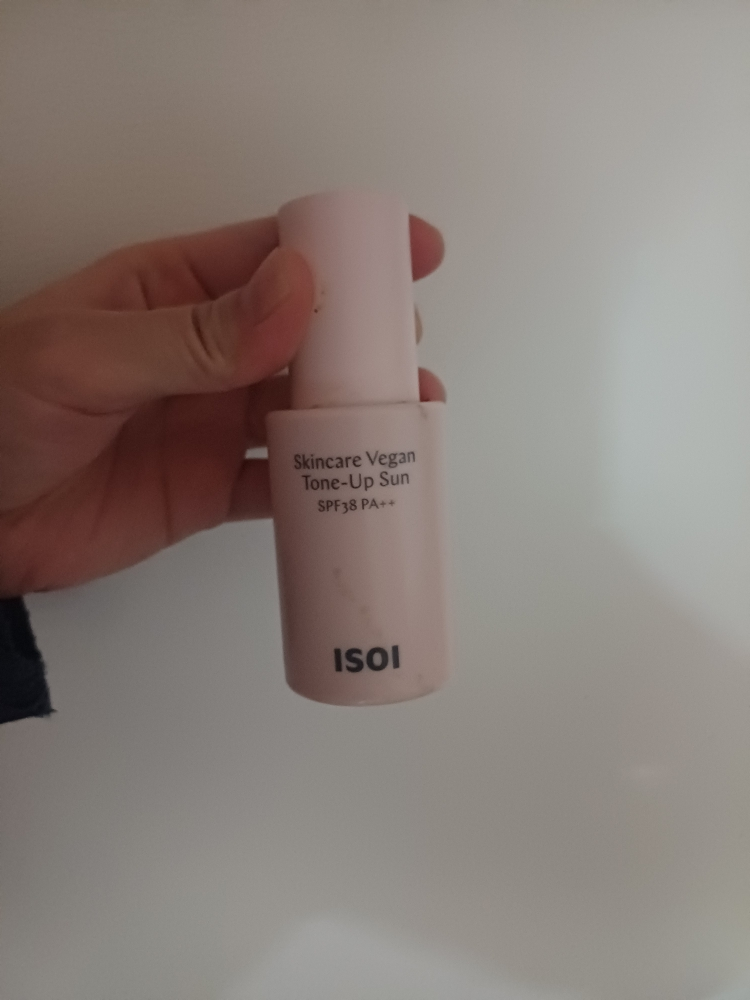 Skincare Vegan
Tone-Up Sun
SPF38 PA++
ISOI